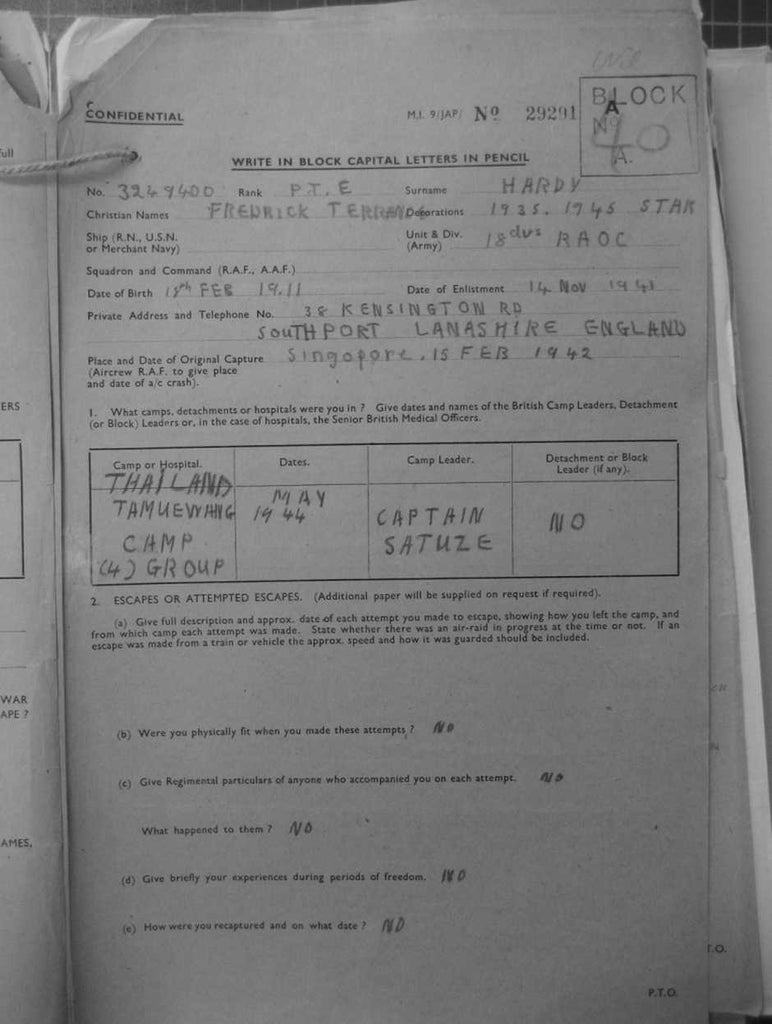 CONFIDENTIAL
M.I. 9/JAP/ Nº 29291
BLOCK
A
Nº
40
A.
WRITE IN BLOCK CAPITAL LETTERS IN PENCIL
No. 3249400 Rank P.T.E Surname HARDY
Christian Names FREDRICK Decorations 1935. 1945 STAR
Ship (R.N., U.S.N. or Merchant Navy)
Unit & Div. (Army) 18 dvs RAOC
Squadron and Command (R.A.F., A.A.F.)
Date of Birth 18th FEB 1911 Date of Enlistment 14 NOV 1941
Private Address and Telephone No. 38 KENSINGTON RD
SOUTHPORT LANASHIRE ENGLAND
Place and Date of Original Capture Singopore. 15 FEB 1942
(Aircrew R.A.F. to give place
and date of a/c crash).
1. What camps, detachments or hospitals were you in ? Give dates and names of the British Camp Leaders, Detachment
(or Block) Leaders or, in the case of hospitals, the Senior British Medical Officers.
Camp or Hospital. Dates. Camp Leader. Detachment or Block
Leader (if any).
THAILAND
TAMUEWANG MAY
1944 CAPTAIN NO
CAMP SATUZE
(4) GROUP
2. ESCAPES OR ATTEMPTED ESCAPES. (Additional paper will be supplied on request if required).
(a) Give full description and approx. date of each attempt you made to escape, showing how you left the camp, and
from which camp each attempt was made. State whether there was an air-raid in progress at the time or not. If an
escape was made from a train or vehicle the approx. speed and how it was guarded should be included.
(b) Were you physically fit when you made these attempts ? NO
(c) Give Regimental particulars of anyone who accompanied you on each attempt. NO
What happened to them ? NO
(d) Give briefly your experiences during periods of freedom. NO
(e) How were you recaptured and on what date ? NO
P.T.O.
ERS
WAR
APE ?
AMES,
T.O.